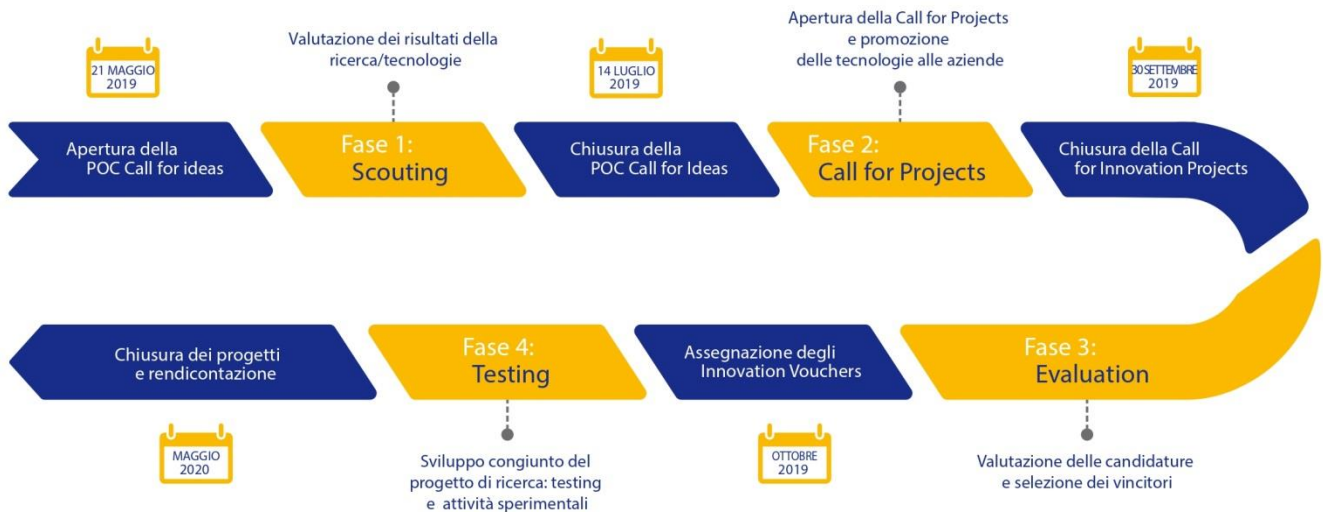 21 MAGGIO
2019
Apertura della
POC Call for ideas
Valutazione dei risultati della
ricerca/tecnologie
Fase 1:
Scouting
14 LUGLIO
2019
Chiusura della
POC Call for Ideas
Apertura della Call for Projects
e promozione
delle tecnologie alle aziende
Fase 2:
Call for Projects
30 SETTEMBRE
2019
Chiusura della Call
for Innovation Projects
Fase 3:
Evaluation
Valutazione delle candidature
e selezione dei vincitori
Assegnazione degli
Innovation Vouchers
OTTOBRE
2019
Fase 4:
Testing
Sviluppo congiunto del
progetto di ricerca: testing
e attività sperimentali
Chiusura dei progetti
e rendicontazione
MAGGIO
2020